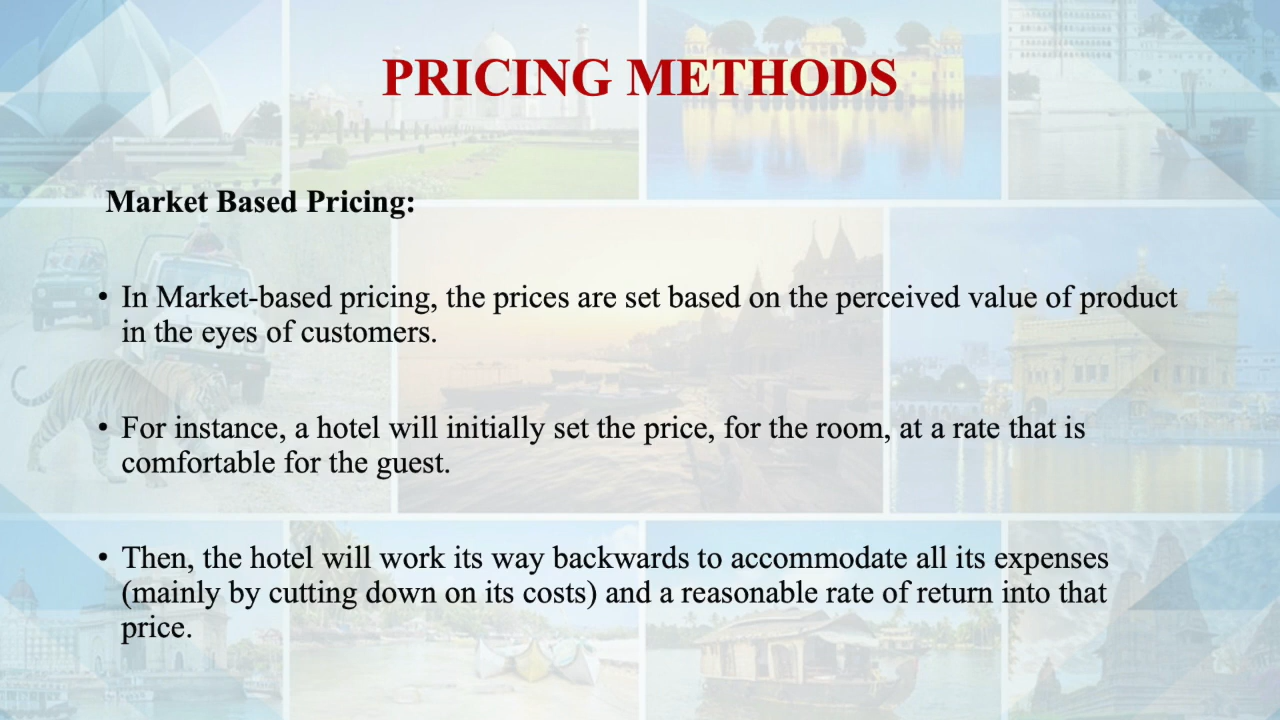 PRICING METHODS
Market Based Pricing:
• In Market-based pricing, the prices are set based on the perceived value of product
in the eyes of customers.
• For instance, a hotel will initially set the price, for the room, at a rate that is
comfortable for the guest.
• Then, the hotel will work its way backwards to accommodate all its expenses
(mainly by cutting down on its costs) and a reasonable rate of return into that
price.